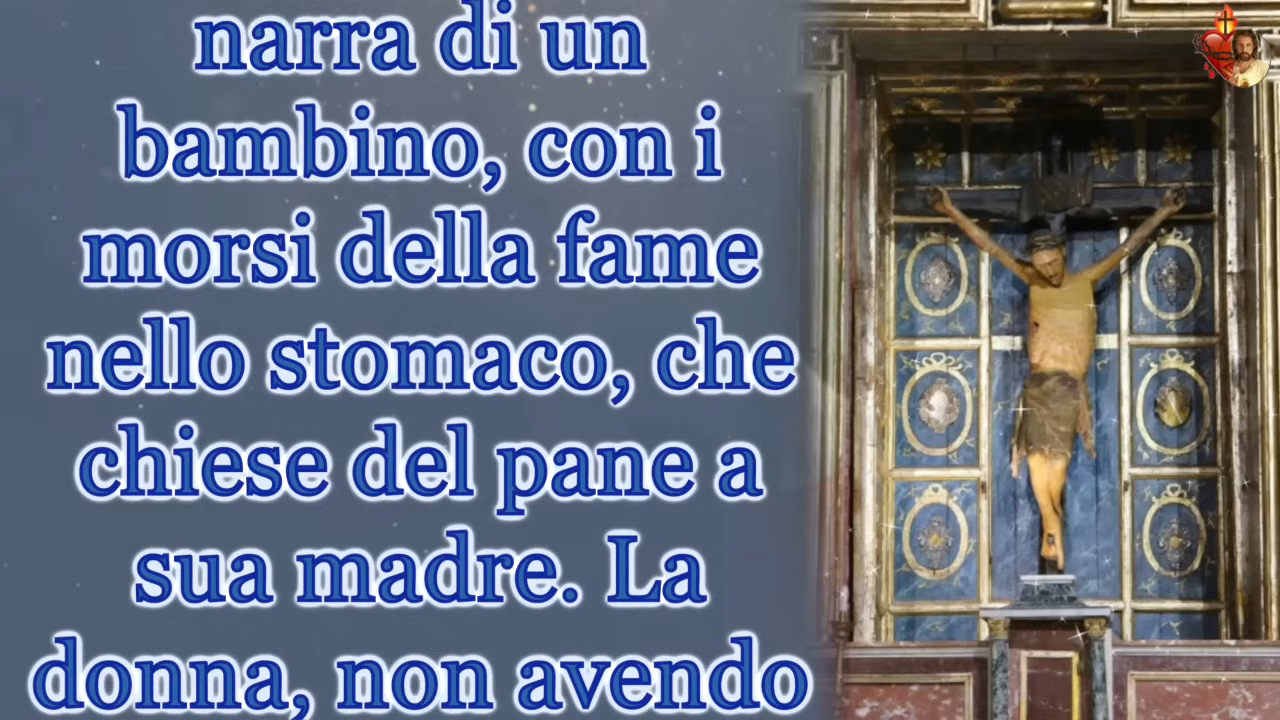 narra di un
bambino, con i
morsi della fame
nello stomaco, che
chiese del pane a
sua madre. La
donna, non avendo